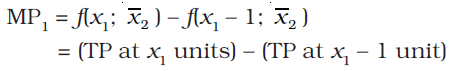 MP₁ = f(x₁; x̄₂) – f(x₁ – 1; x̄₂)
= (TP at x₁ units) – (TP at x₁ – 1 unit)